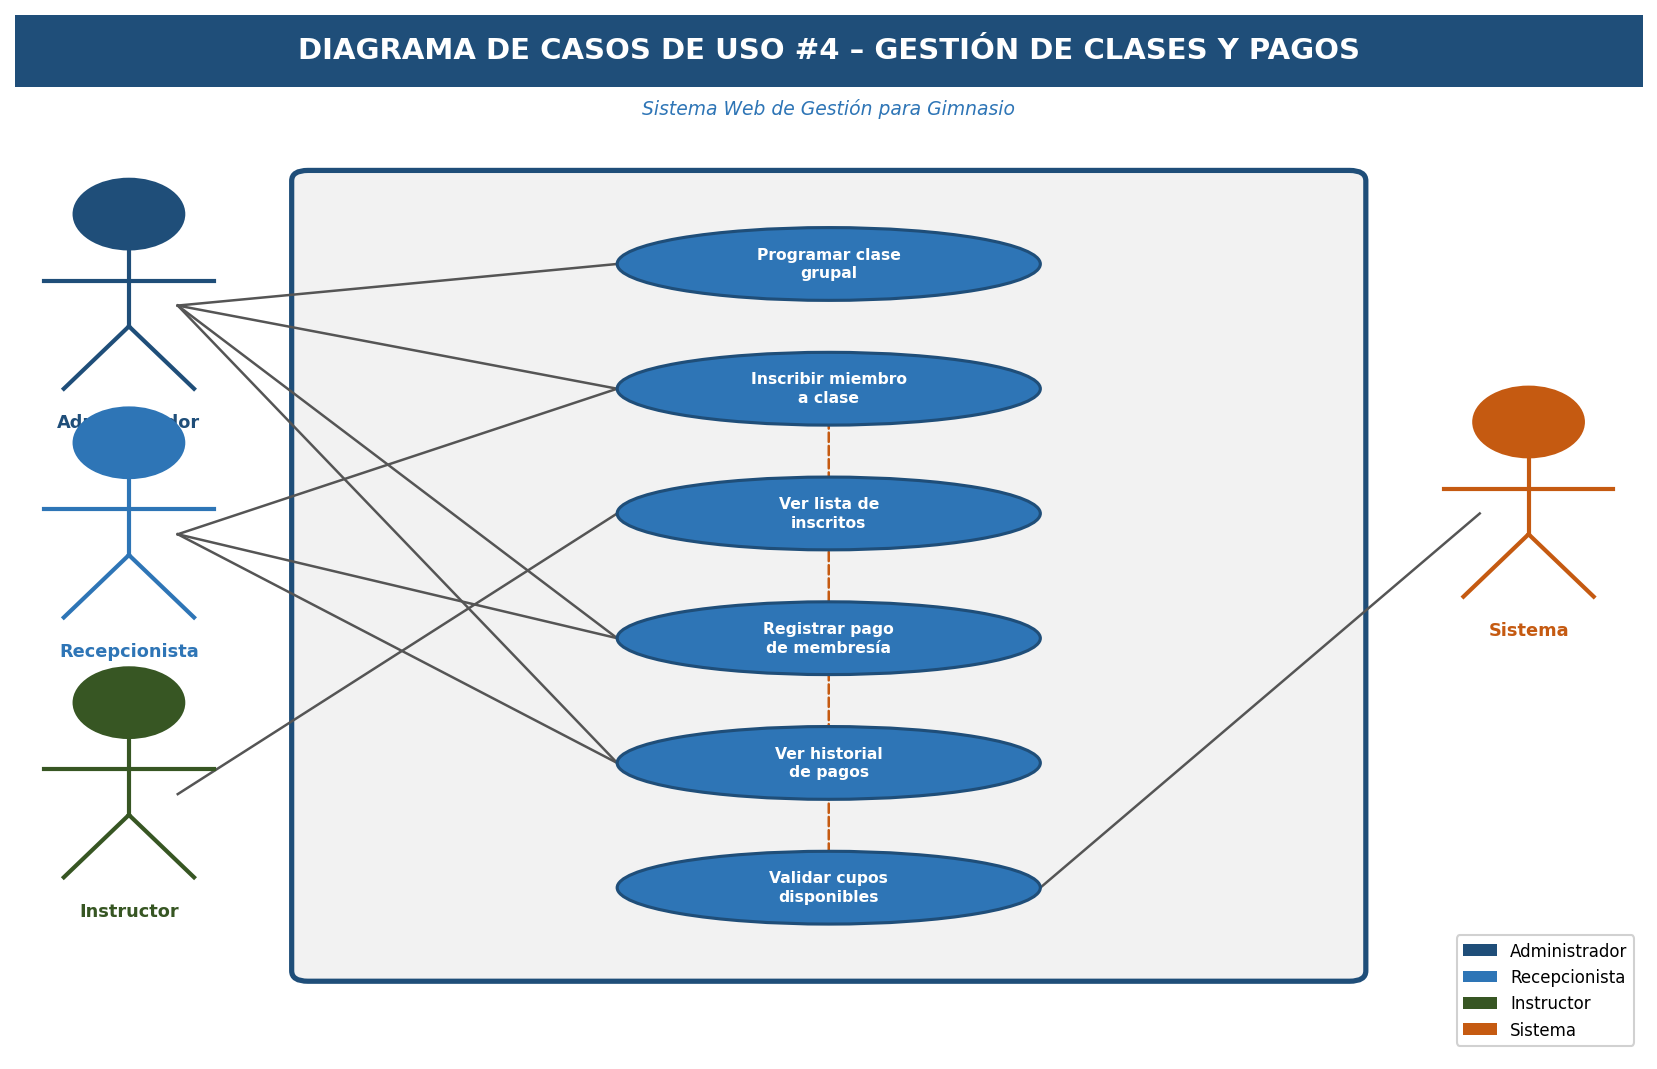 DIAGRAMA DE CASOS DE USO #4 – GESTIÓN DE CLASES Y PAGOS
Sistema Web de Gestión para Gimnasio
Programar clase
grupal
Inscribir miembro
a clase
Ver lista de
inscritos
Registrar pago
de membresía
Ver historial
de pagos
Validar cupos
disponibles
Recepcionista
Instructor
Sistema
Administrador
Recepcionista
Instructor
Sistema